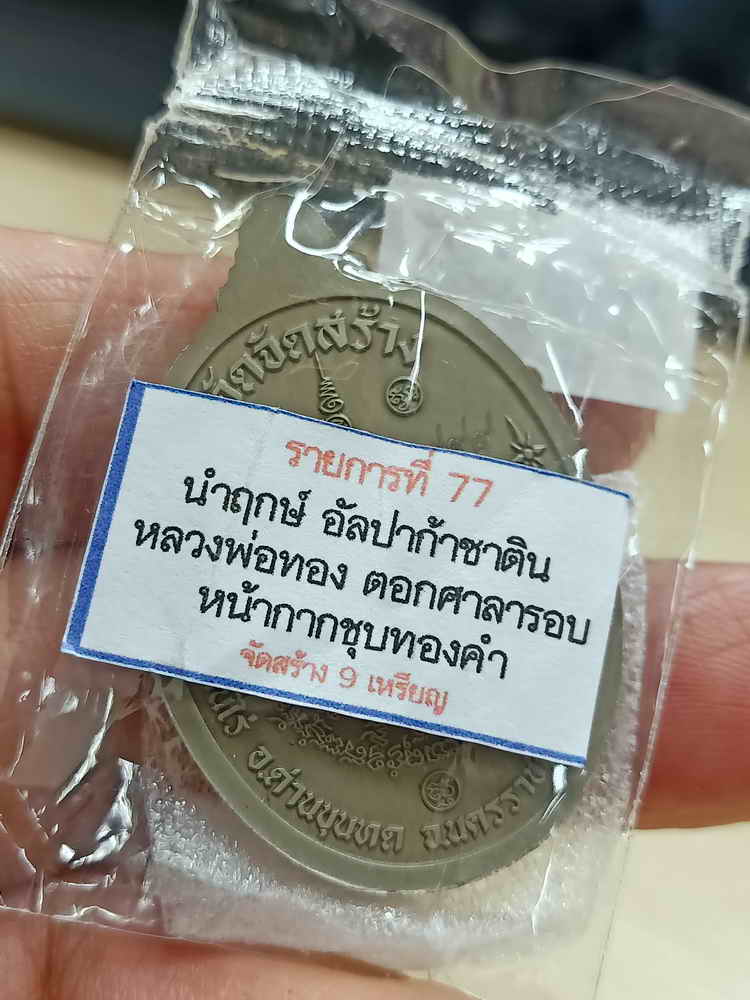 จัดสร้าง
รายการที่ 77
นำฤกษ์ อัลปาก้าซาติน
หลวงพ่อทอง ตอกศาลารอบ
หน้ากากชุบทองคำ
จัดสร้าง 9 เหรียญ
อ.ด่านขุนทด